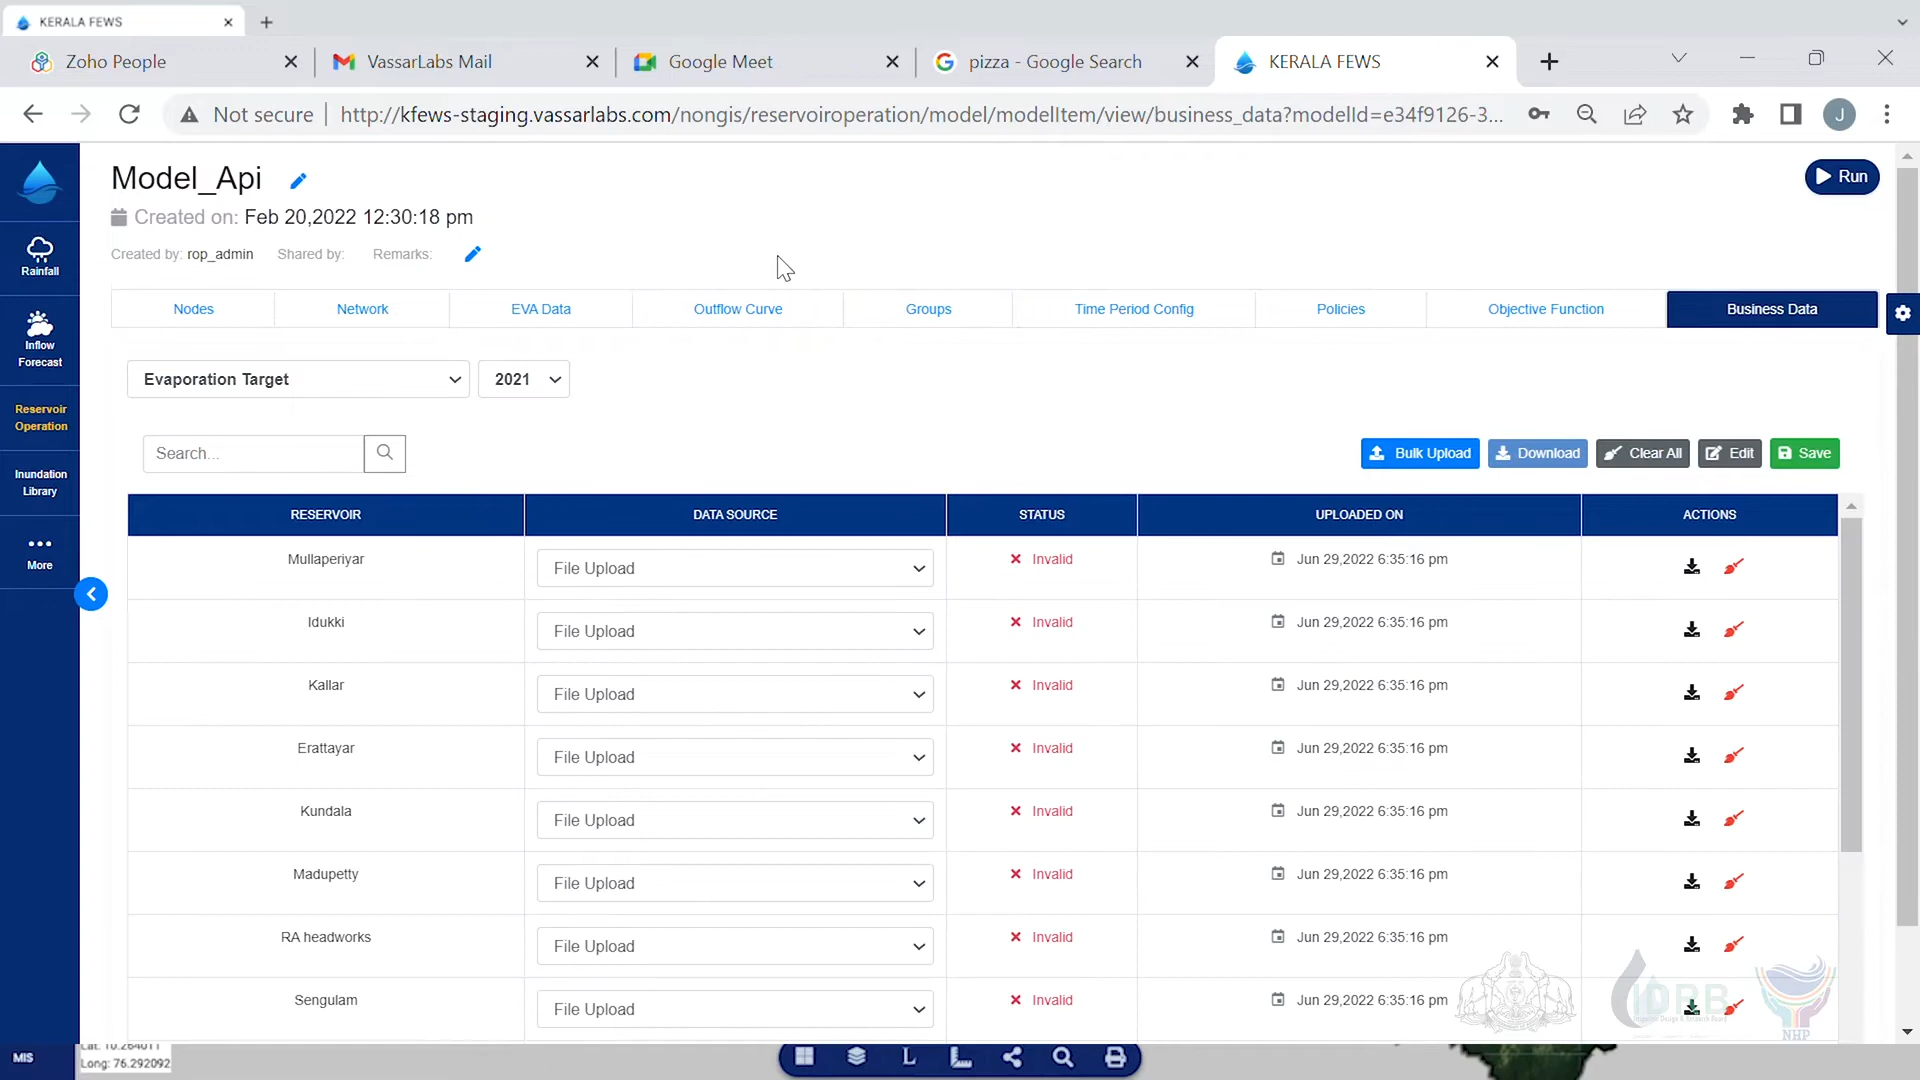 KERALA FEWS
Zoho People
VassarLabs Mail
Google Meet
pizza - Google Search
KERALA FEWS
Not secure
http://kfews-staging.vassarlabs.com/nongis/reservoiroperation/model/modelItem/view/business_data?modelId=e34f9126-3...
J
Model_Api
Run
Created on: Feb 20,2022 12:30:18 pm
Created by: rop_admin Shared by: Remarks:
Rainfall
Inflow
Forecast
Reservoir
Operation
Inundation
Library
More
MIS
Nodes Network EVA Data Outflow Curve Groups Time Period Config Policies Objective Function Business Data
Evaporation Target 2021
Search...
Bulk Upload Download Clear All Edit Save
RESERVOIR DATA SOURCE STATUS UPLOADED ON ACTIONS
Mullaperiyar File Upload Invalid Jun 29,2022 6:35:16 pm
Idukki File Upload Invalid Jun 29,2022 6:35:16 pm
Kallar File Upload Invalid Jun 29,2022 6:35:16 pm
Erattayar File Upload Invalid Jun 29,2022 6:35:16 pm
Kundala File Upload Invalid Jun 29,2022 6:35:16 pm
Madupetty File Upload Invalid Jun 29,2022 6:35:16 pm
RA headworks File Upload Invalid Jun 29,2022 6:35:16 pm
Sengulam File Upload Invalid Jun 29,2022 6:35:16 pm
IDRB
NHP
Lat: 10.264011
Long: 76.292092
L